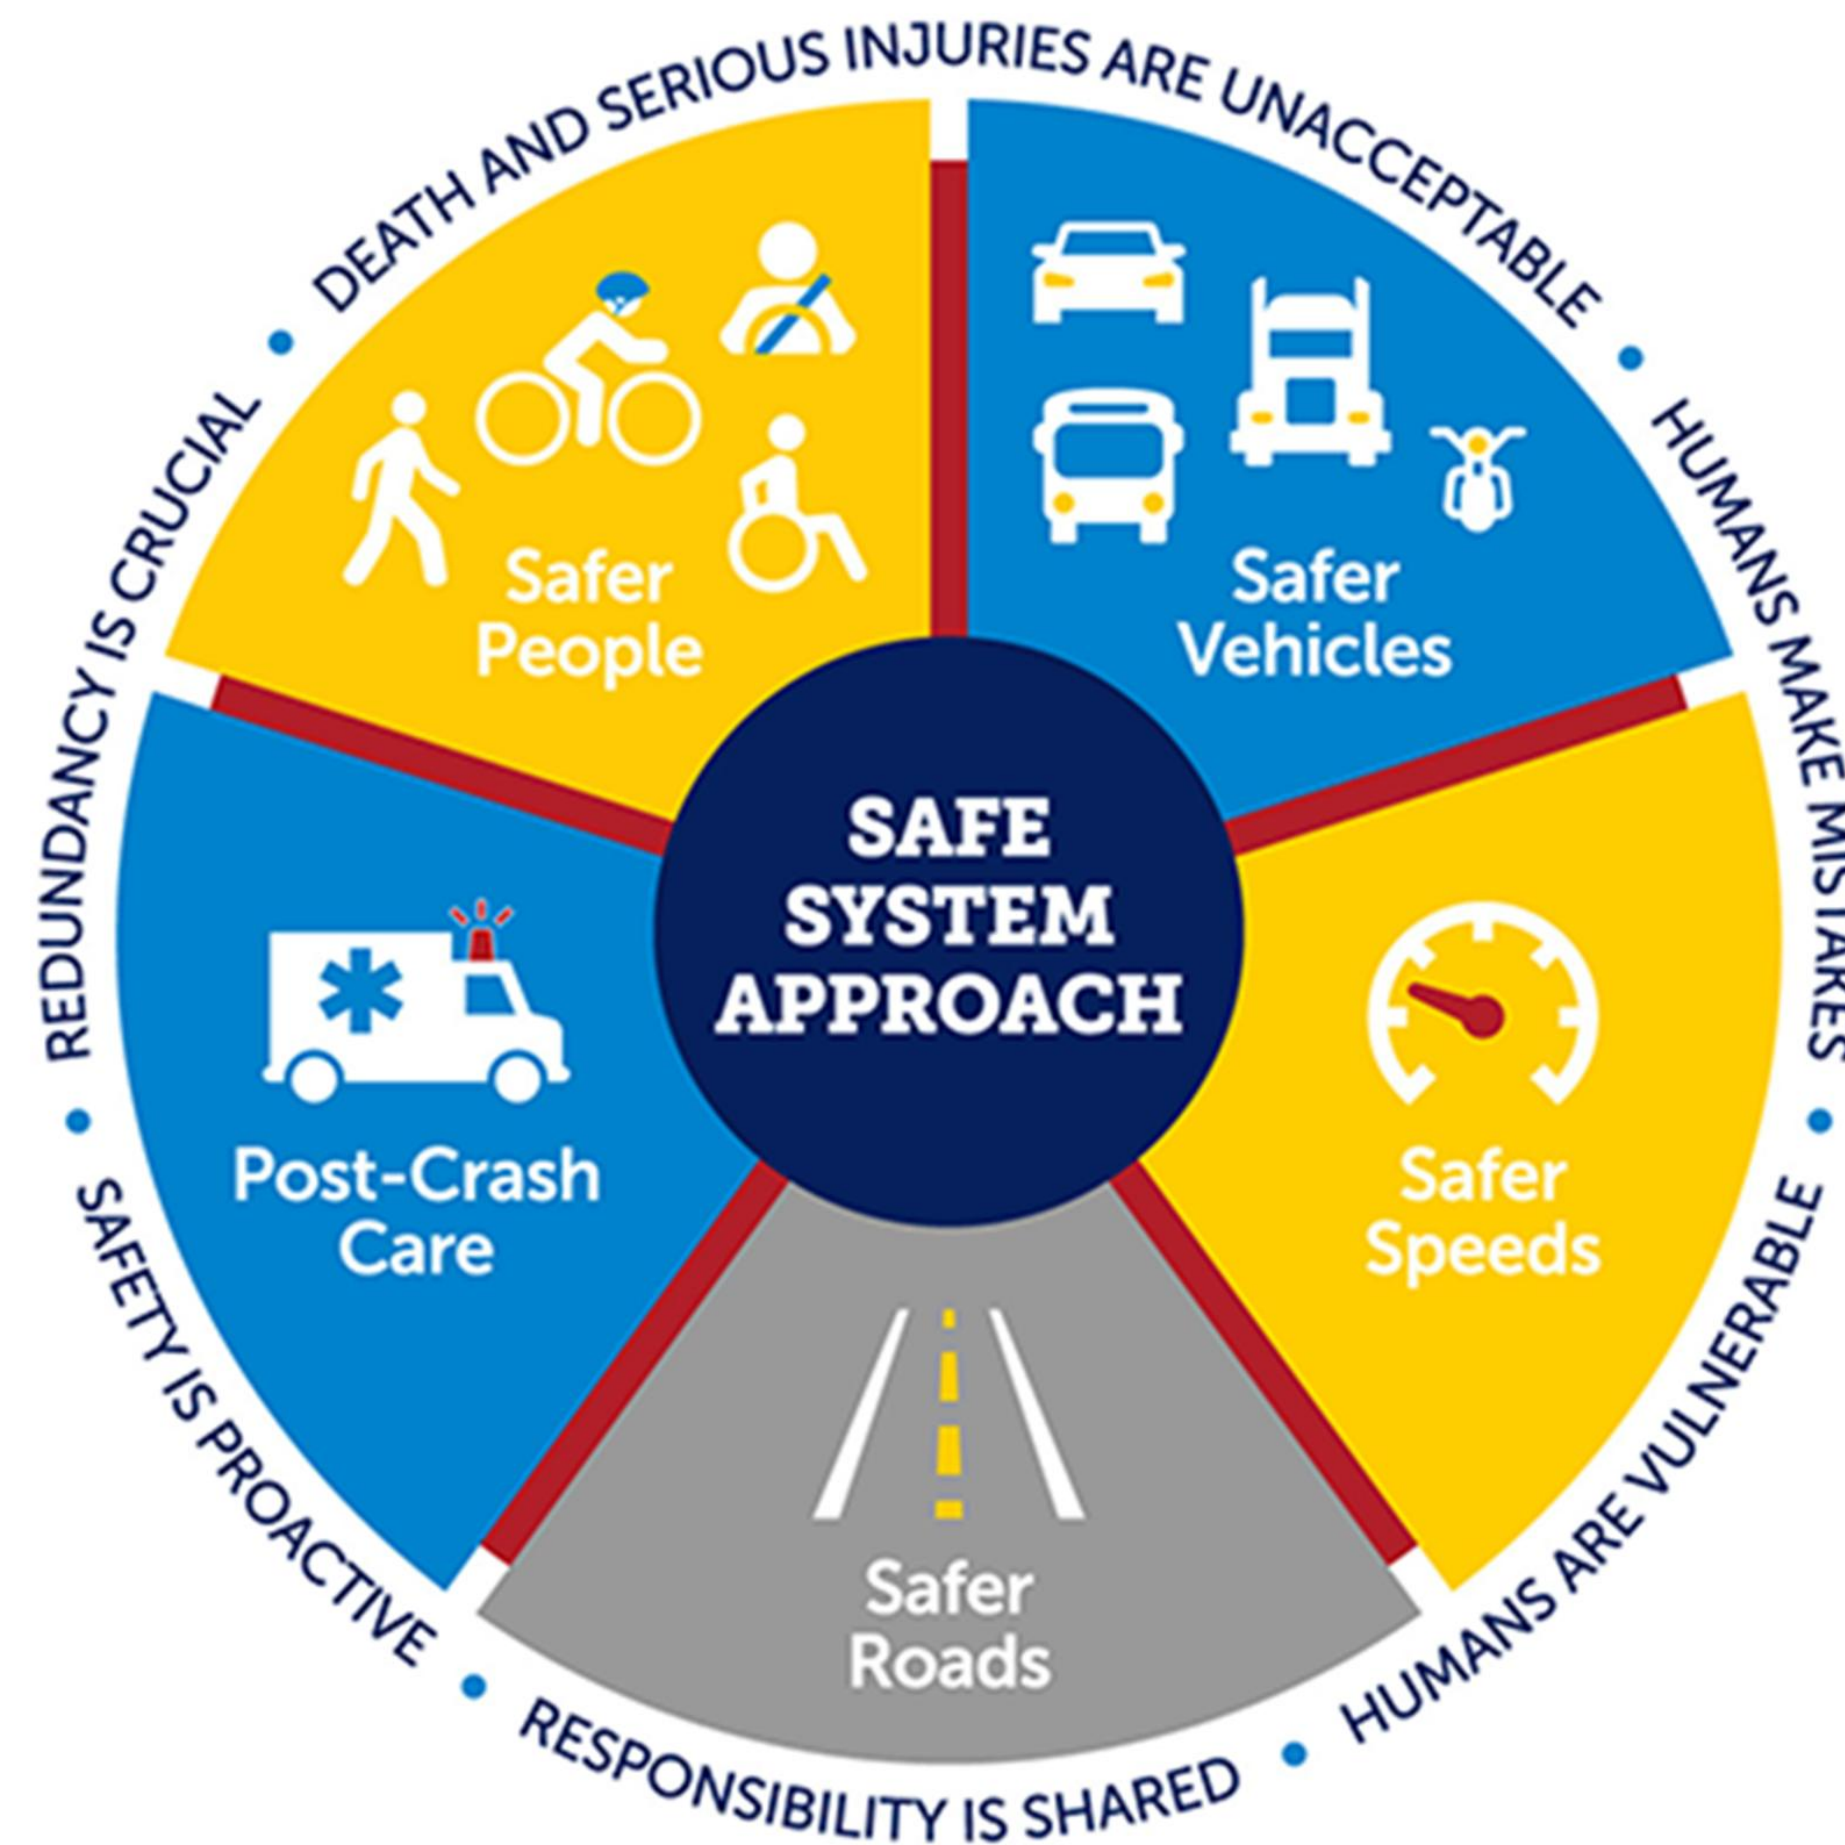 DEATH AND SERIOUS INJURIES ARE UNACCEPTABLE
HUMANS MAKE MISTAKES
HUMANS ARE VULNERABLE
RESPONSIBILITY IS SHARED
SAFETY IS PROACTIVE
REDUNDANCY IS CRUCIAL
Safer
People
Safer
Vehicles
SAFE
SYSTEM
APPROACH
Post-Crash
Care
Safer
Speeds
Safer
Roads